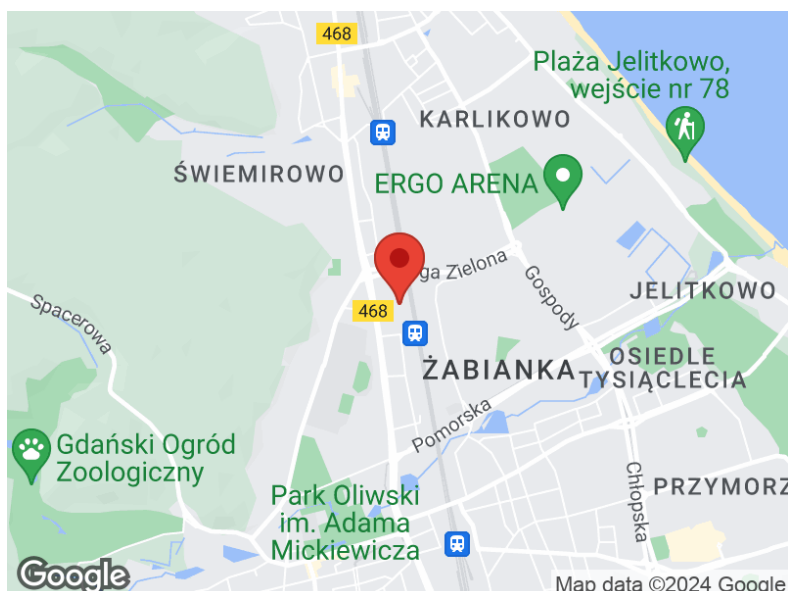 468
Plaża Jelitkowo,
wejście nr 78
KARLIKOWO
ŚWIEMIROWO
ERGO ARENA
ga Zielona
Gospody
468
JELITKOWO
Spacerowa
ŻABIANKA
OSIEDLE
TYSIĄCLECIA
Pomorska
Gdański Ogród
Zoologiczny
Chłopska
PRZYMORZ
Park Oliwski
im. Adama
Mickiewicza
Google
Map data ©2024 Google